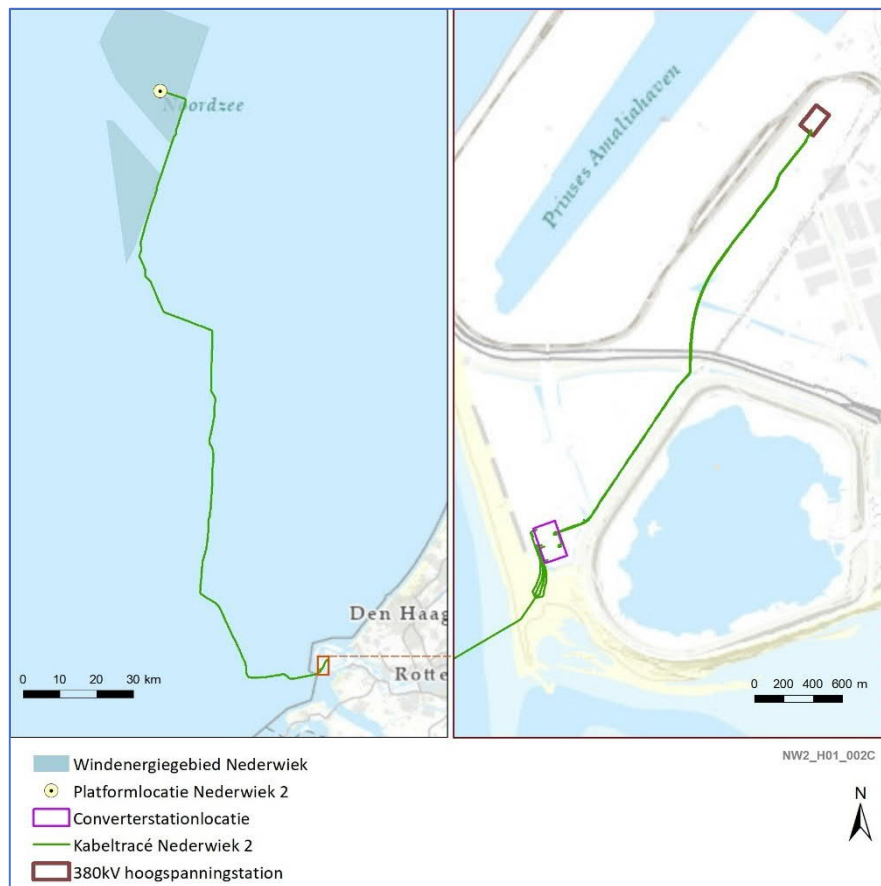 Noordzee
Den Haag
Rotte
0 10 20 30 km
Prinses Amaliahaven
0 200 400 600 m
NW2_H01_002C
Windenergiegebied Nederwiek
Platformlocatie Nederwiek 2
Converterstationlocatie
Kabeltracé Nederwiek 2
380kV hoogspanningstation
N